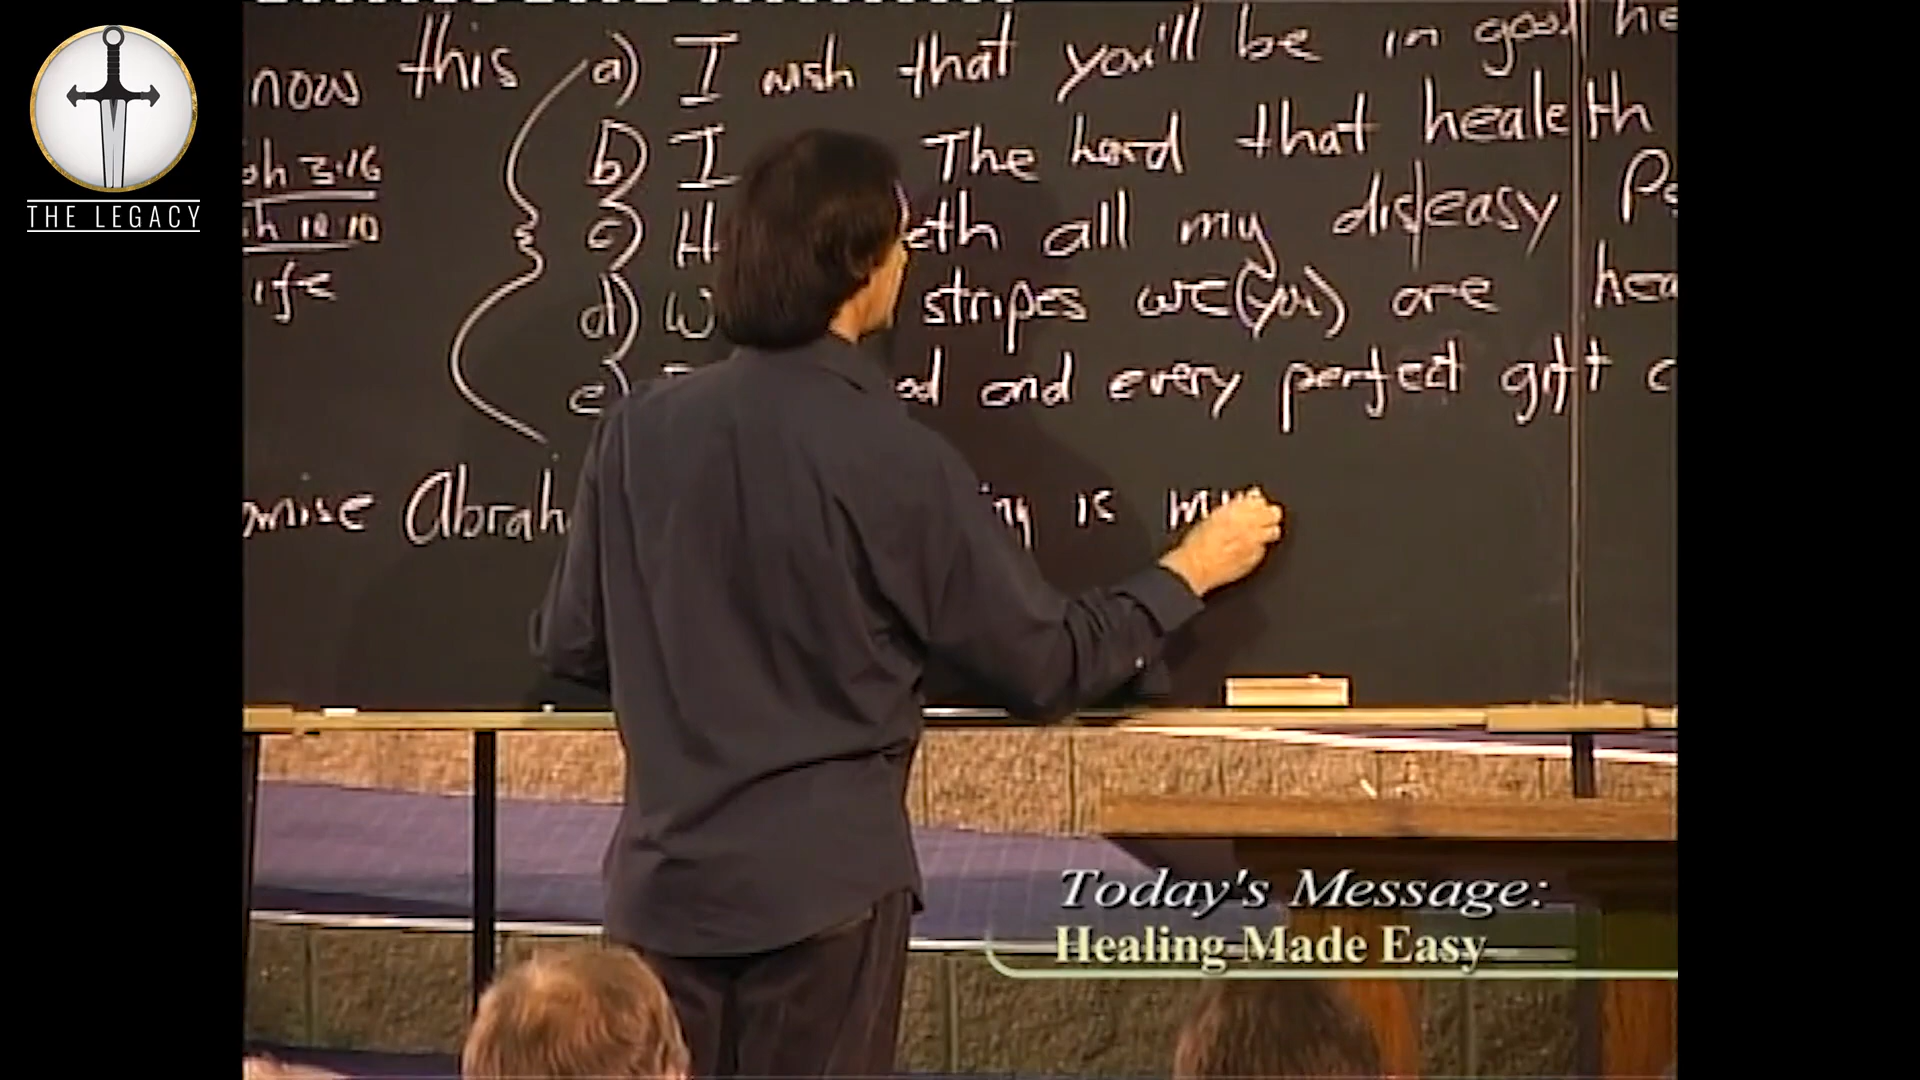 THE LEGACY
now this
ph 3:16
h 10:10
ife
a) I wish that you'll be in good he
b) I The Lord that healeth
c) H eth all my diseasy Ps
d) W stripes we (you) are hea
e) od and every perfect gift c
omise Abrah ing is
Today's Message:
Healing Made Easy